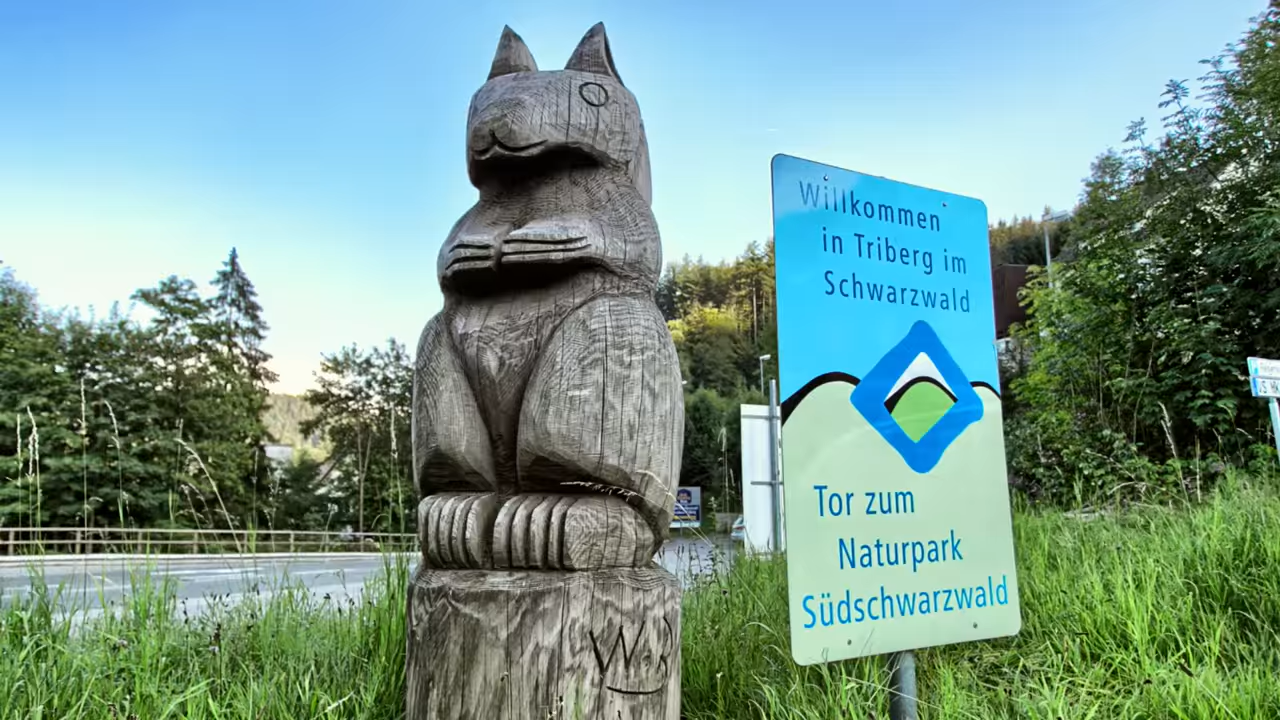 Willkommen
in Triberg im
Schwarzwald
Tor zum
Naturpark
Südschwarzwald